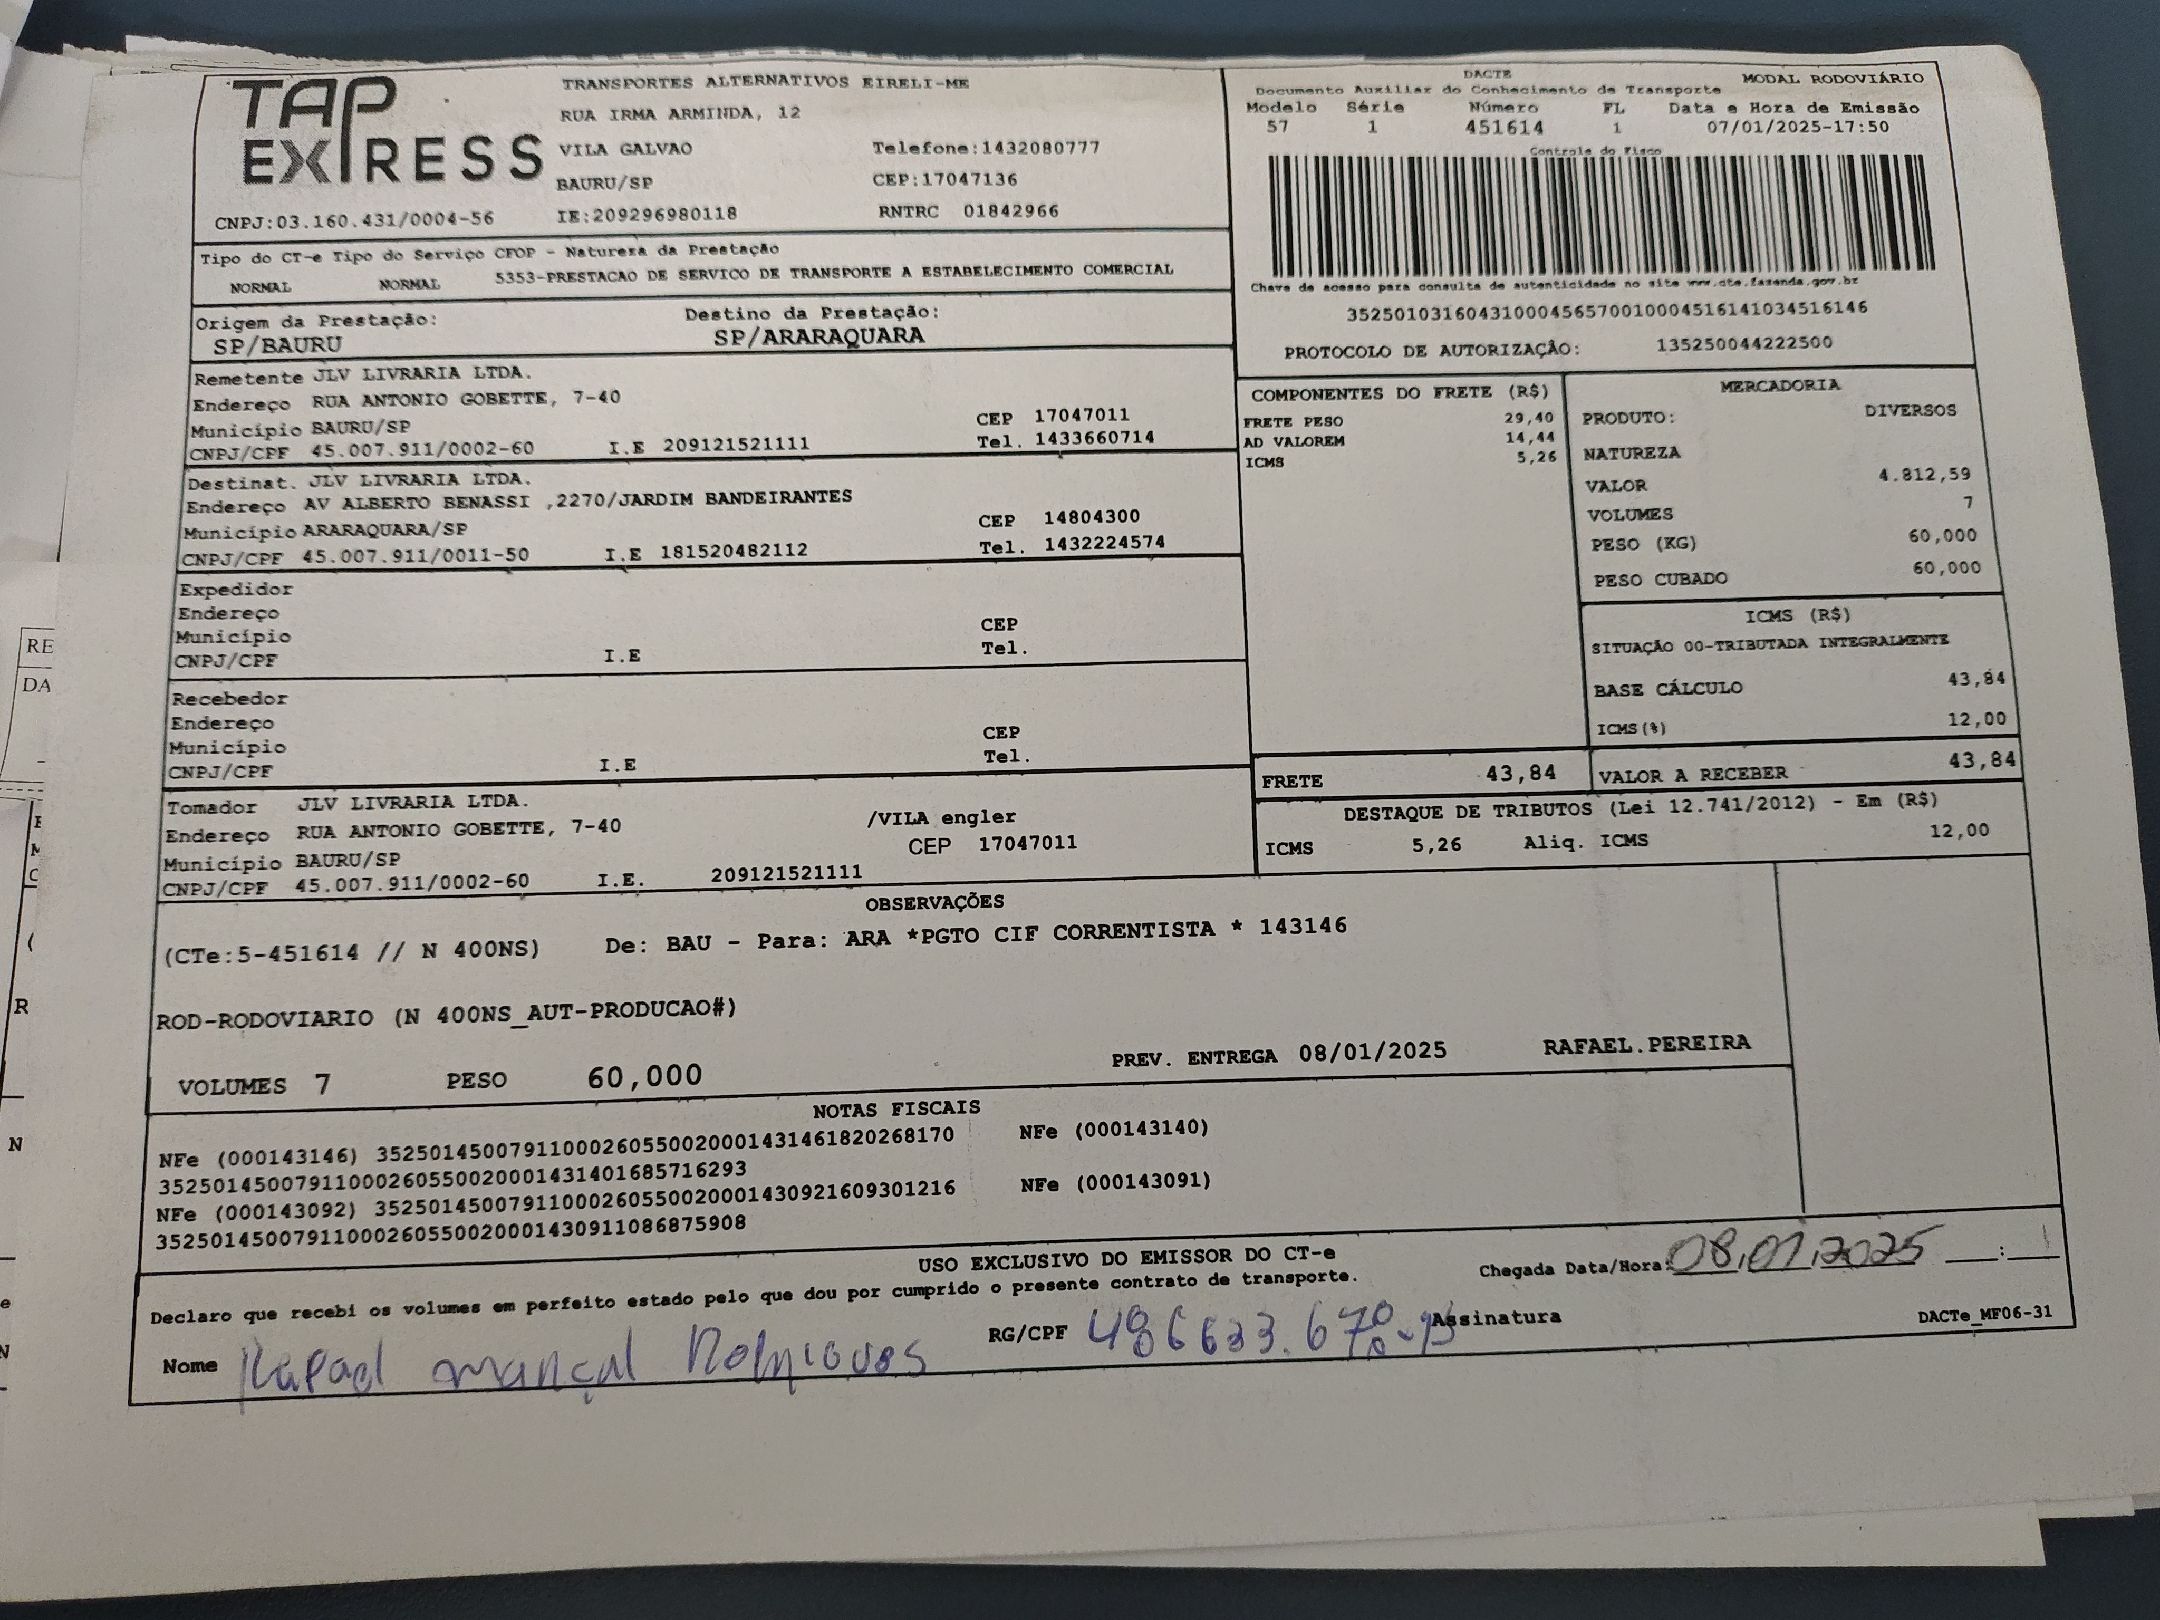 TAP EXPRESS
TRANSPORTES ALTERNATIVOS EIRELI-ME
RUA IRMA ARMINDA, 12
VILA GALVAO Telefone:1432080777
BAURU/SP CEP:17047136
CNPJ:03.160.431/0004-56 IE:209296980118 RNTRC 01842966
DACTE MODAL RODOVIÁRIO
Documento Auxiliar do Conhecimento de Transporte
Modelo Série Número FL Data e Hora de Emissão
57 1 451614 1 07/01/2025-17:50
Controle do Fisco
Chave de acesso para consulta de autenticidade no site www.cte.fazenda.gov.br
35250103160431000456570010004516141034516146
PROTOCOLO DE AUTORIZAÇÃO: 135250044222500
Tipo do CT-e Tipo do Serviço CFOP - Natureza da Prestação
NORMAL NORMAL 5353-PRESTACAO DE SERVICO DE TRANSPORTE A ESTABELECIMENTO COMERCIAL
Origem da Prestação: Destino da Prestação:
SP/BAURU SP/ARARAQUARA
Remetente JLV LIVRARIA LTDA.
Endereço RUA ANTONIO GOBETTE, 7-40
Município BAURU/SP CEP 17047011
CNPJ/CPF 45.007.911/0002-60 I.E 209121521111 Tel. 1433660714
Destinat. JLV LIVRARIA LTDA.
Endereço AV ALBERTO BENASSI ,2270/JARDIM BANDEIRANTES
Município ARARAQUARA/SP CEP 14804300
CNPJ/CPF 45.007.911/0011-50 I.E 181520482112 Tel. 1432224574
Expedidor
Endereço
Município CEP
CNPJ/CPF I.E Tel.
Recebedor
Endereço
Município CEP
CNPJ/CPF I.E Tel.
Tomador JLV LIVRARIA LTDA.
Endereço RUA ANTONIO GOBETTE, 7-40 /VILA engler
Município BAURU/SP CEP 17047011
CNPJ/CPF 45.007.911/0002-60 I.E. 209121521111
COMPONENTES DO FRETE (R$)
FRETE PESO 29,40
AD VALOREM 14,44
ICMS 5,26
FRETE 43,84
MERCADORIA
PRODUTO: DIVERSOS
NATUREZA
VALOR 4.812,59
VOLUMES 7
PESO (KG) 60,000
PESO CUBADO 60,000
ICMS (R$)
SITUAÇÃO 00-TRIBUTADA INTEGRALMENTE
BASE CÁLCULO 43,84
ICMS(%) 12,00
VALOR A RECEBER 43,84
DESTAQUE DE TRIBUTOS (Lei 12.741/2012) - Em (R$)
ICMS 5,26 Aliq. ICMS 12,00
OBSERVAÇÕES
(CTe:5-451614 // N 400NS) De: BAU - Para: ARA *PGTO CIF CORRENTISTA * 143146
ROD-RODOVIARIO (N 400NS_AUT-PRODUCAO#)
VOLUMES 7 PESO 60,000 PREV. ENTREGA 08/01/2025 RAFAEL.PEREIRA
NOTAS FISCAIS
NFe (000143146) 35250145007911000260550020001431461820268170 NFe (000143140)
35250145007911000260550020001431401685716293
NFe (000143092) 35250145007911000260550020001430921609301216 NFe (000143091)
35250145007911000260550020001430911086875908
USO EXCLUSIVO DO EMISSOR DO CT-e
Declaro que recebi os volumes em perfeito estado pelo que dou por cumprido o presente contrato de transporte.
Chegada Data/Hora: 08,01,2025 :
Nome RG/CPF Assinatura DACTe_MF06-31
RE
DA
R
N